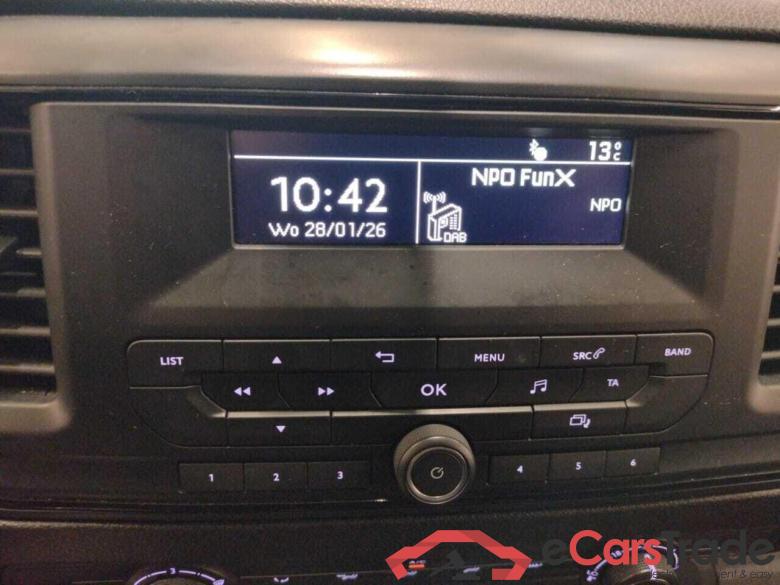 13°C
10:42
Wo 28/01/26
NPO FunX
NPO
DAB
LIST
MENU
SRC
BAND
OK
TA
1 2 3 4 5 6
3
A/C
eCarsTrade